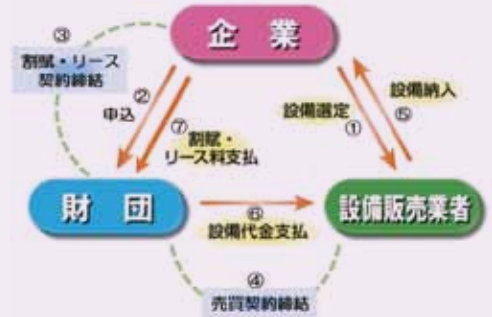 企業
③
割賦・リース
契約締結
②
申込
⑦
割賦・
リース料支払
設備選定
①
設備納入
⑤
財団
設備販売業者
⑥
設備代金支払
④
売買契約締結